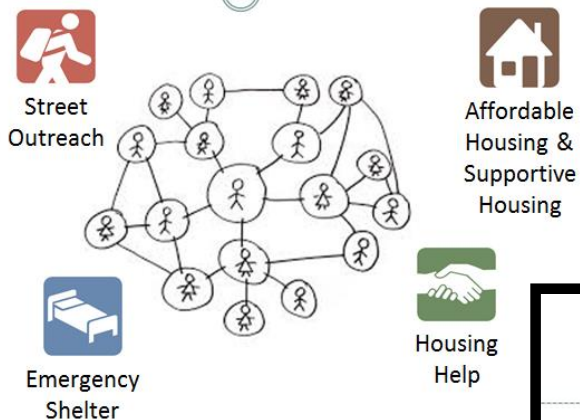 Street
Outreach
Affordable
Housing &
Supportive
Housing
Housing
Help
Emergency
Shelter